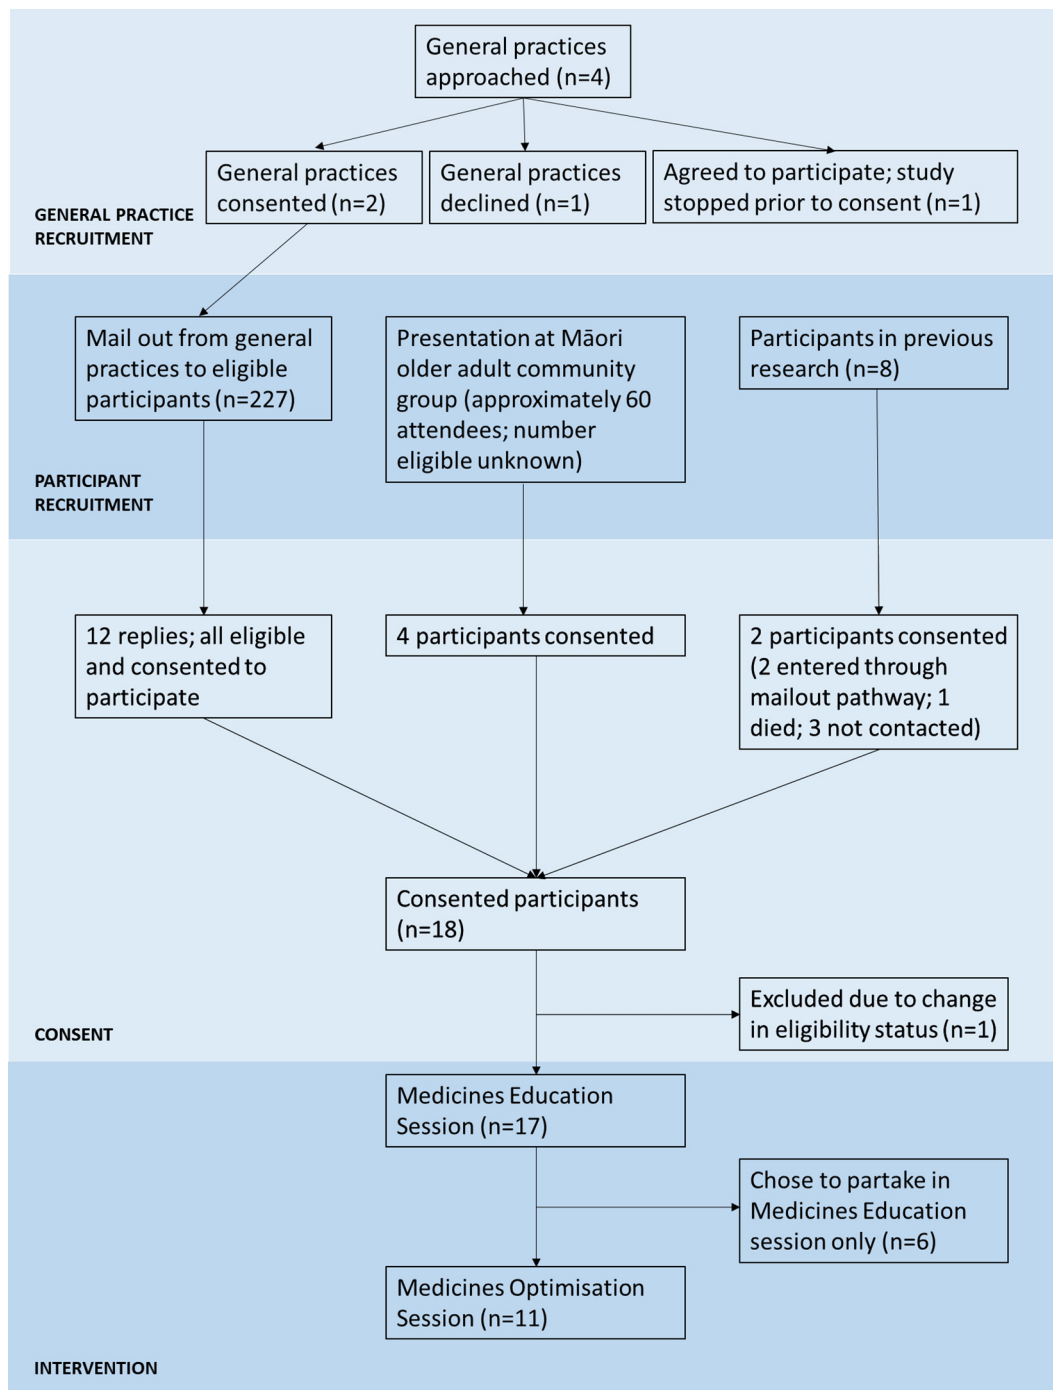 General practices
approached (n=4)
General practices
consented (n=2)
General practices
declined (n=1)
Agreed to participate; study
stopped prior to consent (n=1)
GENERAL PRACTICE
RECRUITMENT
Mail out from general
practices to eligible
participants (n=227)
Presentation at Māori
older adult community
group (approximately 60
attendees; number
eligible unknown)
Participants in previous
research (n=8)
PARTICIPANT
RECRUITMENT
12 replies; all eligible
and consented to
participate
4 participants consented
2 participants consented
(2 entered through
mailout pathway; 1
died; 3 not contacted)
Consented participants
(n=18)
Excluded due to change
in eligibility status (n=1)
CONSENT
Medicines Education
Session (n=17)
Chose to partake in
Medicines Education
session only (n=6)
Medicines Optimisation
Session (n=11)
INTERVENTION